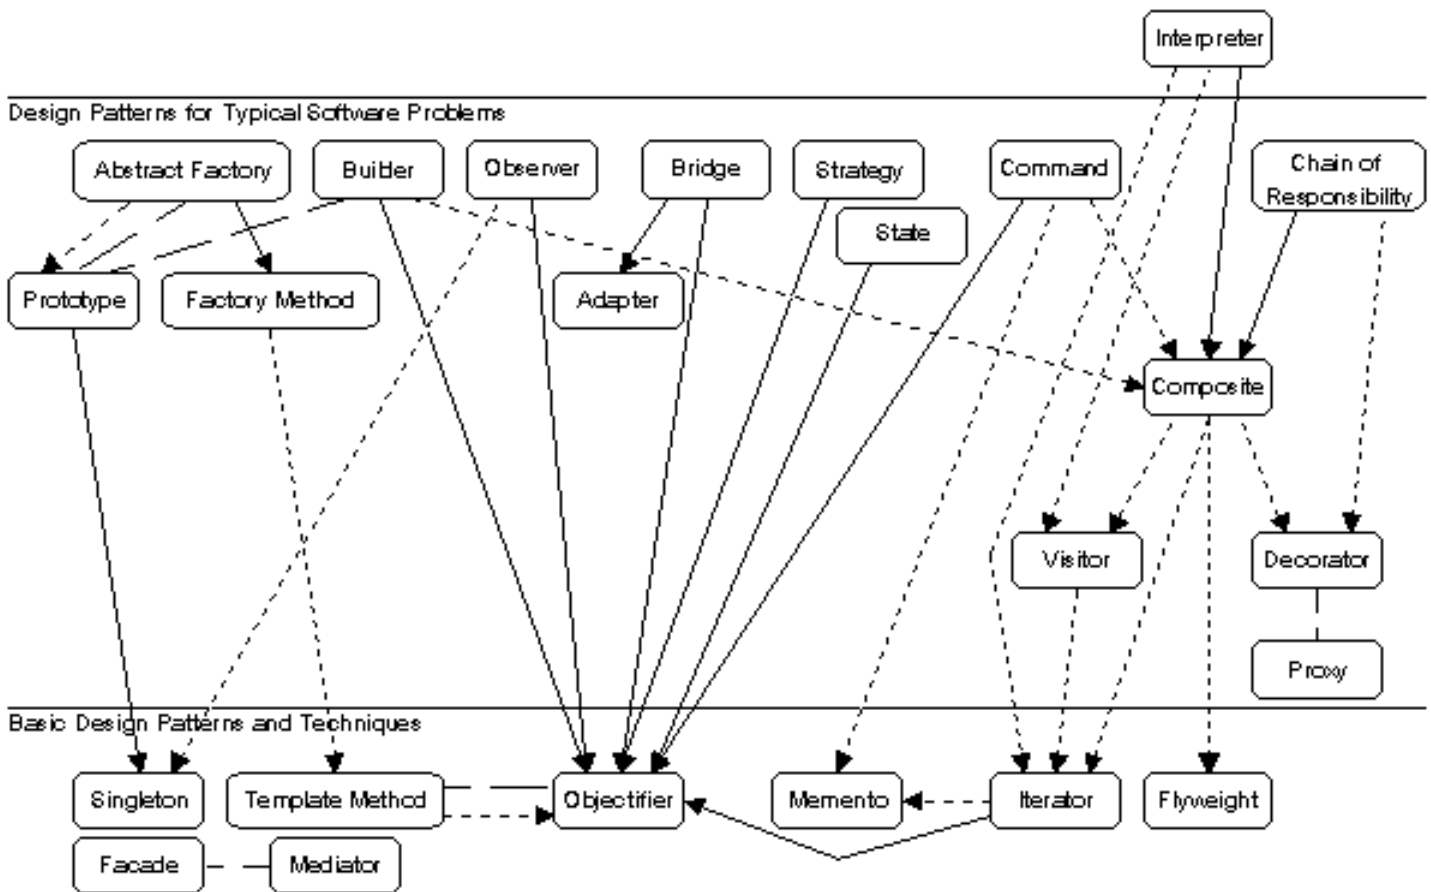 Interpreter
Design Patterns for Typical Software Problems
Abstract Factory
Builder
Observer
Bridge
Strategy
Command
Chain of
Responsibility
State
Prototype
Factory Method
Adapter
Composite
Visitor
Decorator
Proxy
Basic Design Patterns and Techniques
Singleton
Template Method
Objectifier
Memento
Iterator
Flyweight
Facade
Mediator